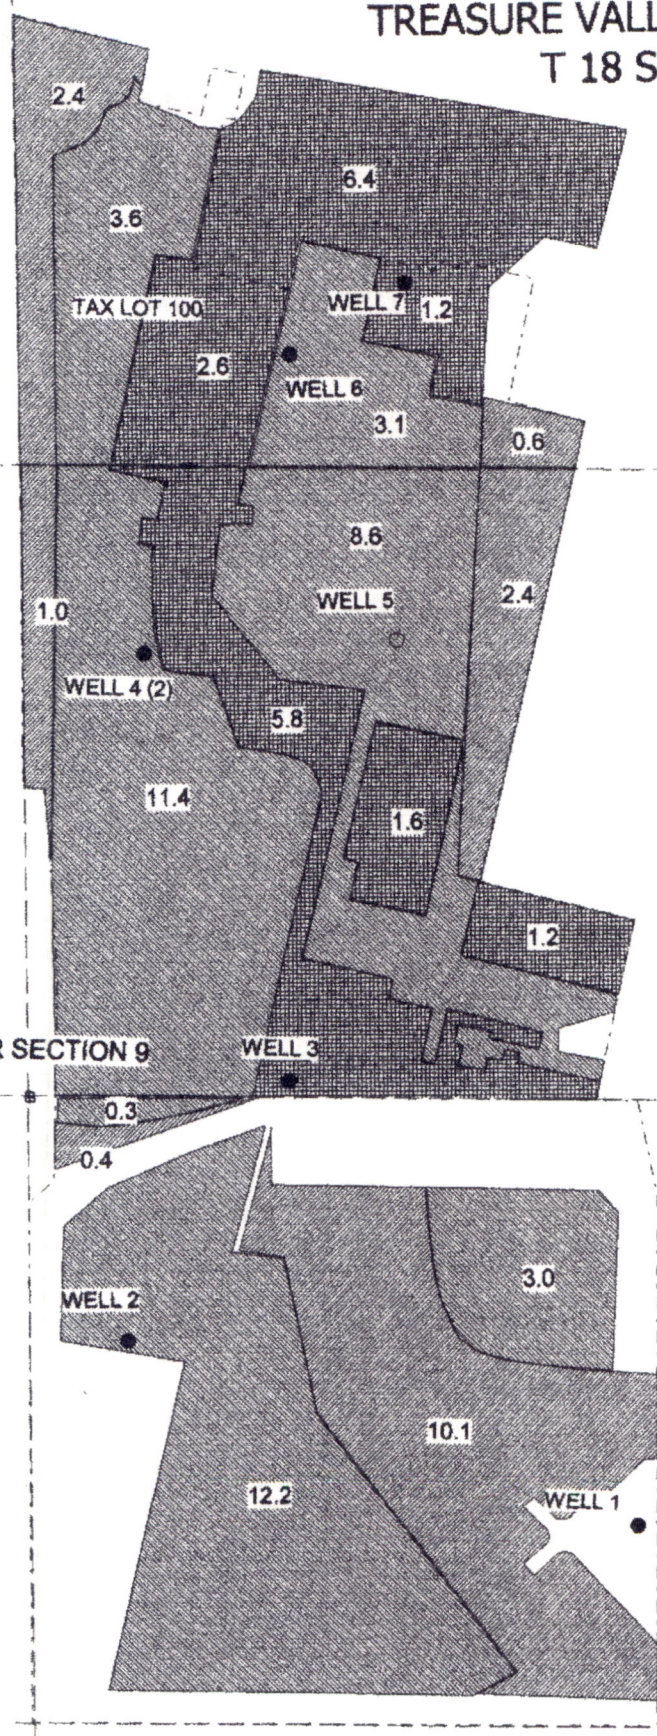 TREASURE VALL
T 18 S
2.4
6.4
3.6
TAX LOT 100
WELL 7
1.2
2.6
WELL 6
3.1
0.6
8.6
2.4
WELL 5
1.0
WELL 4 (2)
5.8
11.4
1.6
1.2
R SECTION 9
WELL 3
0.3
0.4
3.0
WELL 2
10.1
12.2
WELL 1